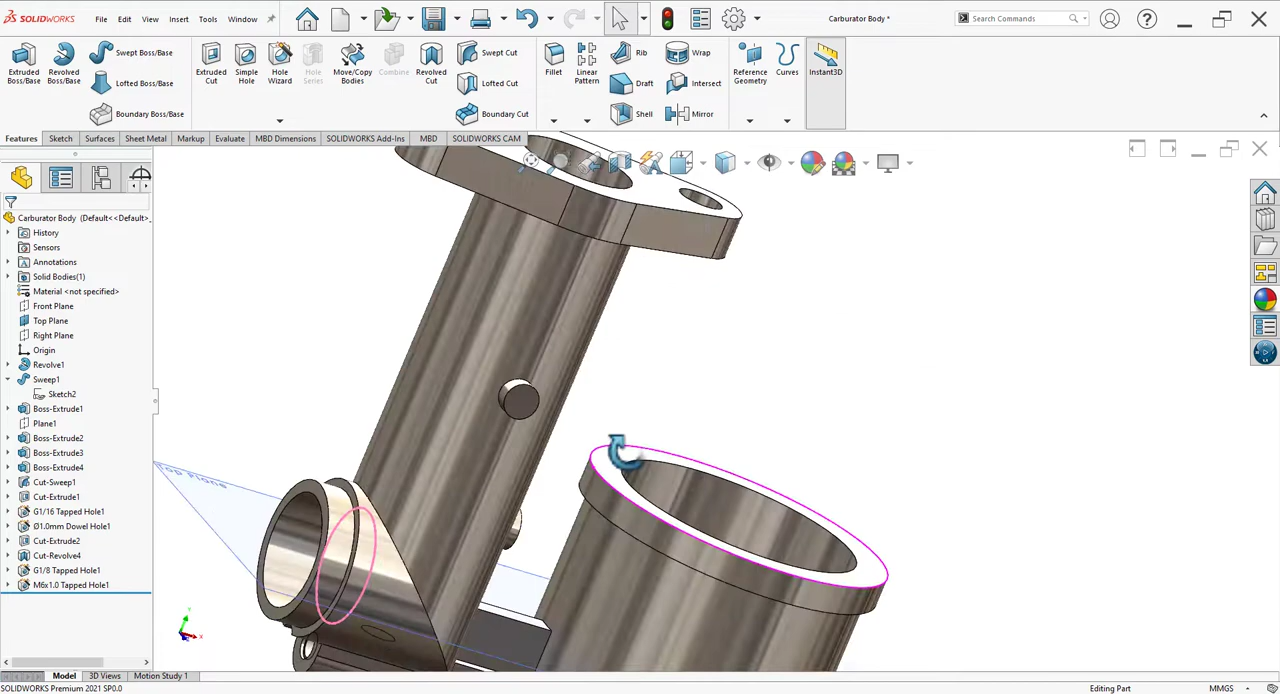 SOLIDWORKS File Edit View Insert Tools Window Carburator Body * Search Commands
Extruded Boss/Base
Revolved Boss/Base
Swept Boss/Base
Lofted Boss/Base
Boundary Boss/Base
Extruded Cut
Simple Hole
Hole Wizard
Hole Series
Move/Copy Bodies
Combine
Revolved Cut
Swept Cut
Lofted Cut
Boundary Cut
Fillet
Linear Pattern
Rib
Draft
Shell
Wrap
Intersect
Mirror
Reference Geometry
Curves
Instant3D
Features Sketch Surfaces Sheet Metal Markup Evaluate MBD Dimensions SOLIDWORKS Add-Ins MBD SOLIDWORKS CAM
Carburator Body (Default<<Default>_
History
Sensors
Annotations
Solid Bodies(1)
Material <not specified>
Front Plane
Top Plane
Right Plane
Origin
Revolve1
Sweep1
Sketch2
Boss-Extrude1
Plane1
Boss-Extrude2
Boss-Extrude3
Boss-Extrude4
Cut-Sweep1
Cut-Extrude1
G1/16 Tapped Hole1
Ø1.0mm Dowel Hole1
Cut-Extrude2
Cut-Revolve4
G1/8 Tapped Hole1
M6x1.0 Tapped Hole1
Top Plane
Model 3D Views Motion Study 1
SOLIDWORKS Premium 2021 SP0.0 Editing Part MMGS